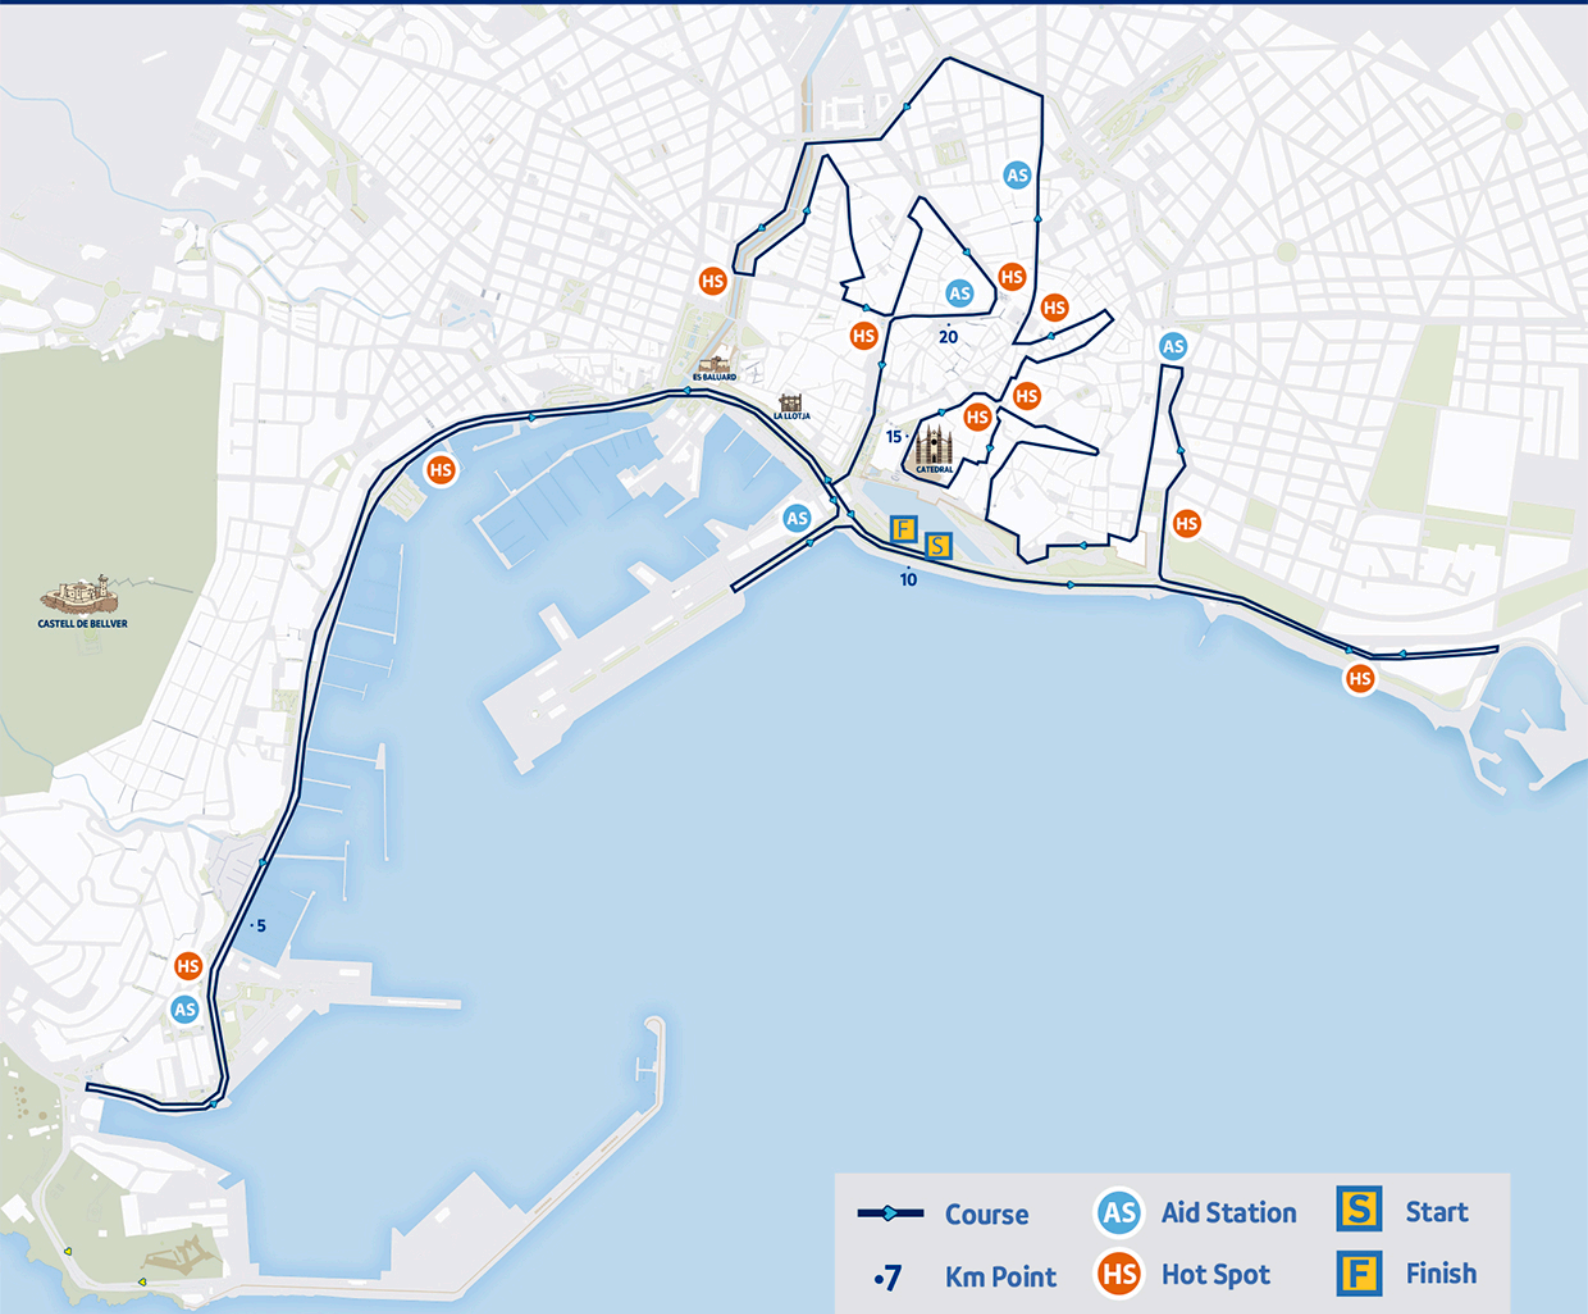 AS
HS
HS
AS
HS
HS
20
AS
ES BALUARD
LA LLOTJA
HS
HS
15
CATEDRAL
HS
AS
HS
F
S
10
CASTELL DE BELLVER
HS
5
HS
AS
Course
AS Aid Station
S Start
7 Km Point
HS Hot Spot
F Finish